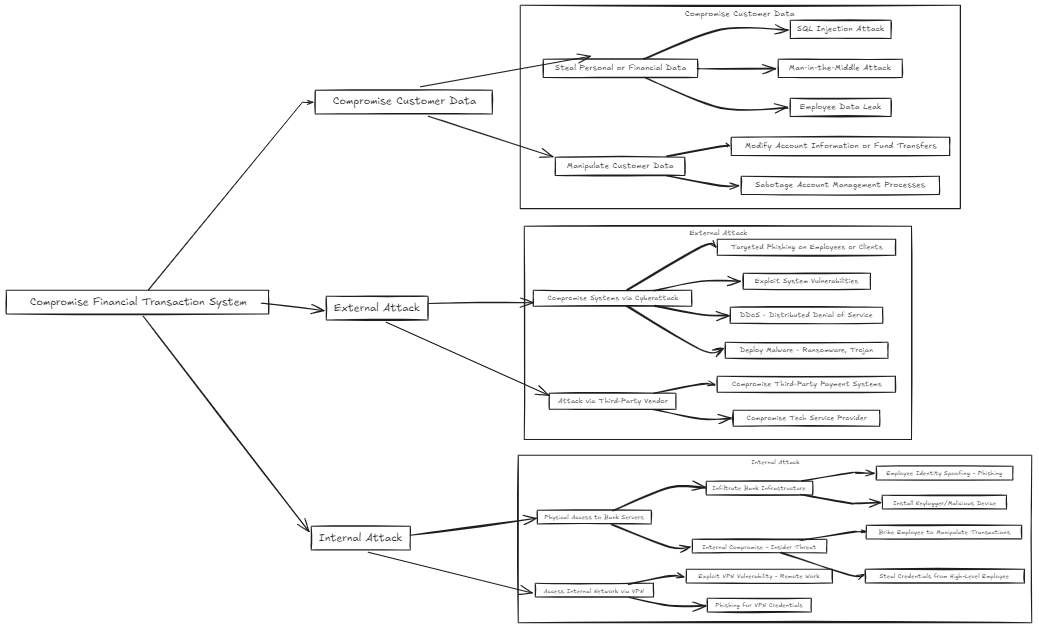 Compromise Customer Data
SQL Injection Attack
Steal Personal or Financial Data
Man-in-the-Middle Attack
Compromise Customer Data
Employee Data Leak
Modify Account Information or Fund Transfers
Manipulate Customer Data
Sabotage Account Management Processes
External Attack
Targeted Phishing on Employees or Clients
Exploit System Vulnerabilities
Compromise Financial Transaction System
External Attack
Compromise Systems via Cyberattack
DDoS - Distributed Denial of Service
Deploy Malware - Ransomware, Trojan
Compromise Third-Party Payment Systems
Attack via Third-Party Vendor
Compromise Tech Service Provider
Internal Attack
Employee Identity Spoofing - Phishing
Infiltrate Bank Infrastructure
Install Keylogger/Malicious Device
Physical Access to Bank Servers
Internal Attack
Bribe Employee to Manipulate Transactions
Internal Compromise - Insider Threat
Exploit VPN Vulnerability - Remote Work
Steal Credentials from High-Level Employee
Access Internal Network via VPN
Phishing for VPN Credentials